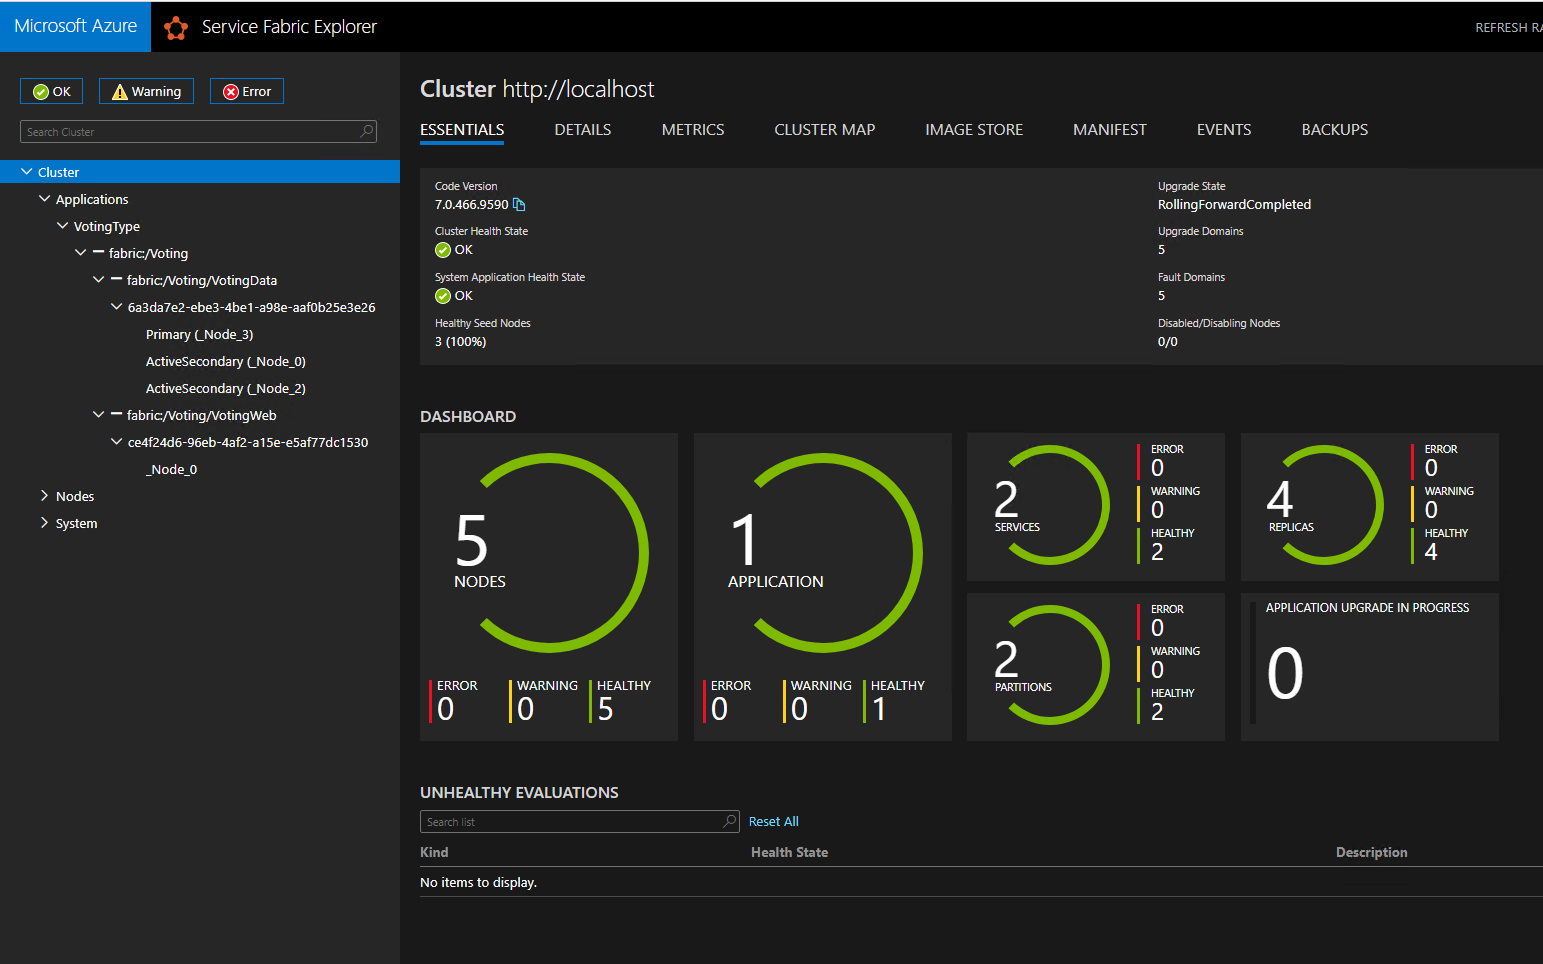 Microsoft Azure
Service Fabric Explorer
REFRESH RA
OK
Warning
Error
Search Cluster
Cluster
Applications
VotingType
fabric:/Voting
fabric:/Voting/VotingData
6a3da7e2-ebe3-4be1-a98e-aaf0b25e3e26
Primary (_Node_3)
ActiveSecondary (_Node_0)
ActiveSecondary (_Node_2)
fabric:/Voting/VotingWeb
ce4f24d6-96eb-4af2-a15e-e5af77dc1530
_Node_0
Nodes
System
Cluster http://localhost
ESSENTIALS
DETAILS
METRICS
CLUSTER MAP
IMAGE STORE
MANIFEST
EVENTS
BACKUPS
Code Version
7.0.466.9590
Cluster Health State
OK
System Application Health State
OK
Healthy Seed Nodes
3 (100%)
Upgrade State
RollingForwardCompleted
Upgrade Domains
5
Fault Domains
5
Disabled/Disabling Nodes
0/0
DASHBOARD
5
NODES
ERROR
0
WARNING
0
HEALTHY
5
1
APPLICATION
ERROR
0
WARNING
0
HEALTHY
1
2
SERVICES
ERROR
0
WARNING
0
HEALTHY
2
4
REPLICAS
ERROR
0
WARNING
0
HEALTHY
4
2
PARTITIONS
ERROR
0
WARNING
0
HEALTHY
2
APPLICATION UPGRADE IN PROGRESS
0
UNHEALTHY EVALUATIONS
Search list
Reset All
Kind
Health State
Description
No items to display.